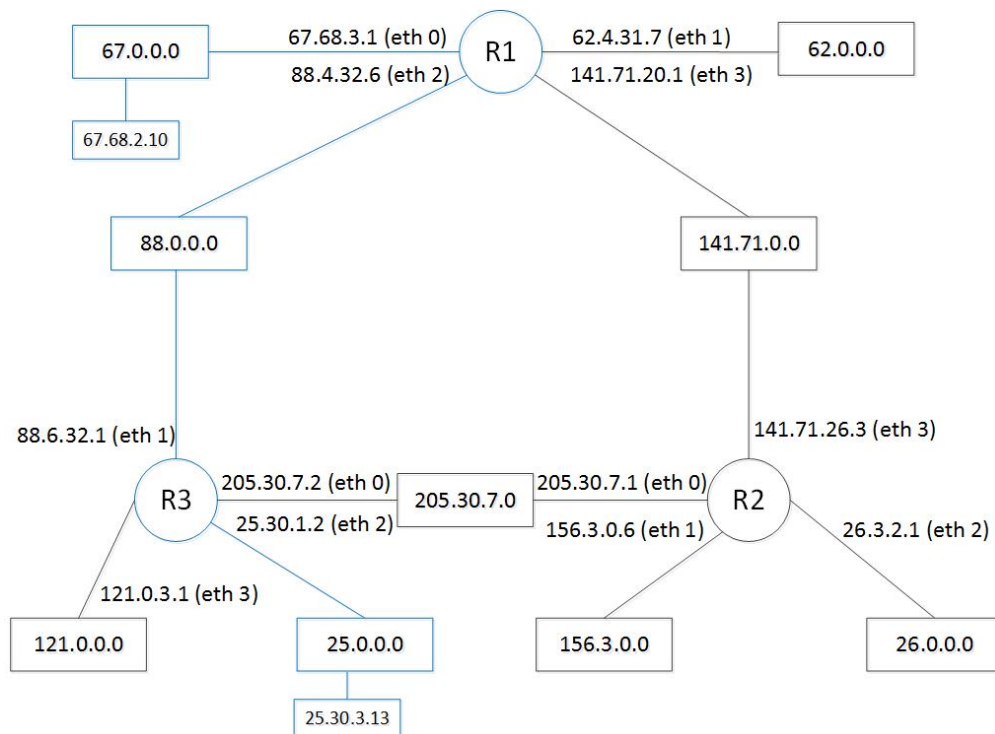 67.0.0.0
67.68.3.1 (eth 0)
R1
62.4.31.7 (eth 1)
62.0.0.0
88.4.32.6 (eth 2)
141.71.20.1 (eth 3)
67.68.2.10
88.0.0.0
141.71.0.0
88.6.32.1 (eth 1)
141.71.26.3 (eth 3)
R3
205.30.7.2 (eth 0)
205.30.7.0
205.30.7.1 (eth 0)
R2
25.30.1.2 (eth 2)
156.3.0.6 (eth 1)
26.3.2.1 (eth 2)
121.0.3.1 (eth 3)
121.0.0.0
25.0.0.0
156.3.0.0
26.0.0.0
25.30.3.13